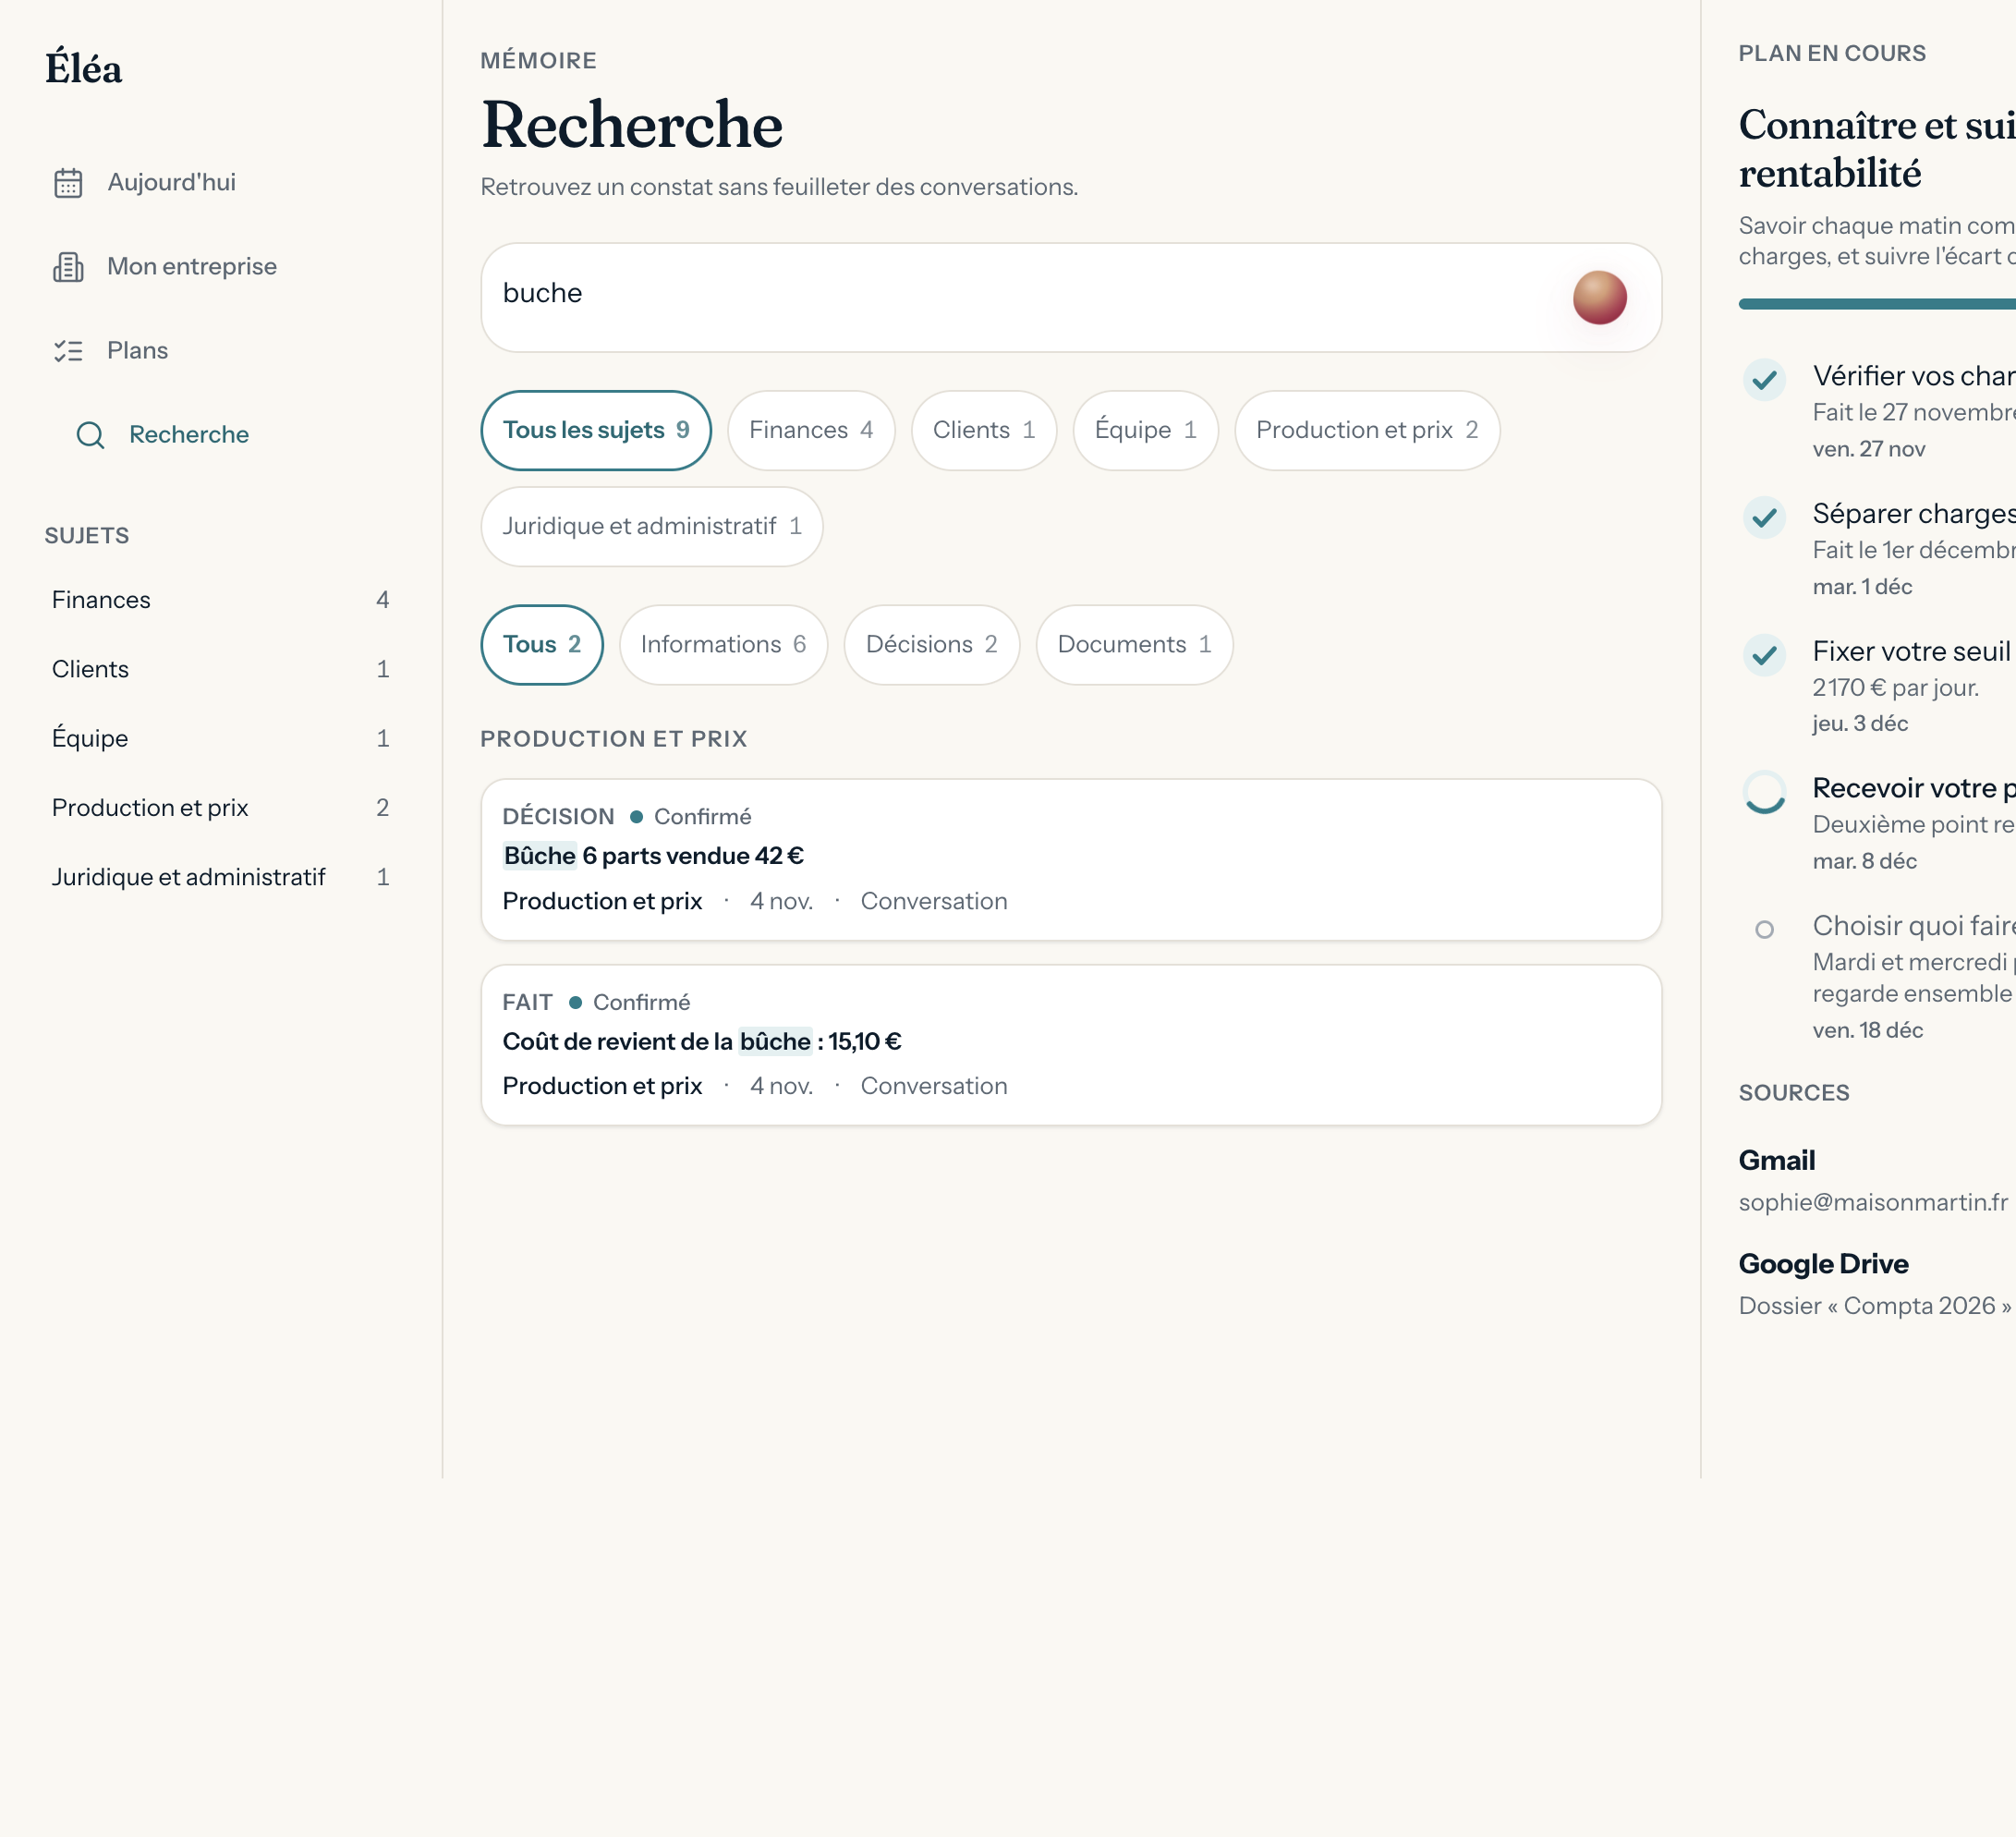 Éléa
Aujourd'hui
Mon entreprise
Plans
Recherche
SUJETS
Finances 4
Clients 1
Équipe 1
Production et prix 2
Juridique et administratif 1
MÉMOIRE
Recherche
Retrouvez un constat sans feuilleter des conversations.
buche
Tous les sujets 9 Finances 4 Clients 1 Équipe 1 Production et prix 2
Juridique et administratif 1
Tous 2 Informations 6 Décisions 2 Documents 1
PRODUCTION ET PRIX
DÉCISION Confirmé
Bûche 6 parts vendue 42 €
Production et prix · 4 nov. · Conversation
FAIT Confirmé
Coût de revient de la bûche : 15,10 €
Production et prix · 4 nov. · Conversation
PLAN EN COURS
Connaître et sui
rentabilité
Savoir chaque matin com
charges, et suivre l'écart
Vérifier vos char
Fait le 27 novembre
ven. 27 nov
Séparer charges
Fait le 1er décembr
mar. 1 déc
Fixer votre seuil
2 170 € par jour.
jeu. 3 déc
Recevoir votre p
Deuxième point re
mar. 8 déc
Choisir quoi faire
Mardi et mercredi
regarde ensemble
ven. 18 déc
SOURCES
Gmail
sophie@maisonmartin.fr
Google Drive
Dossier « Compta 2026 »